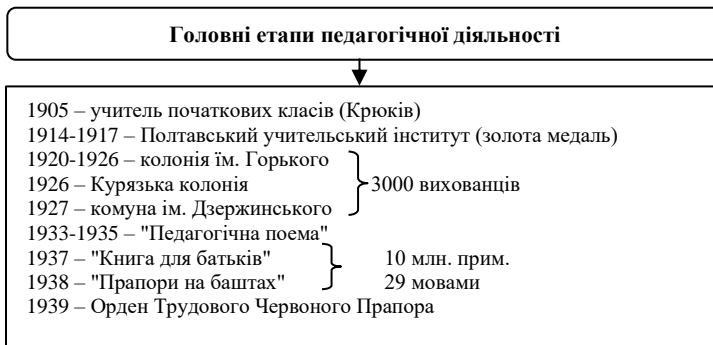 Головні етапи педагогічної діяльності
1905 – учитель початкових класів (Крюків)
1914-1917 – Полтавський учительський інститут (золота медаль)
1920-1926 – колонія їм. Горького
1926 – Курязька колонія 3000 вихованців
1927 – комуна ім. Дзержинського
1933-1935 – "Педагогічна поема"
1937 – "Книга для батьків" 10 млн. прим.
1938 – "Прапори на баштах" 29 мовами
1939 – Орден Трудового Червоного Прапора